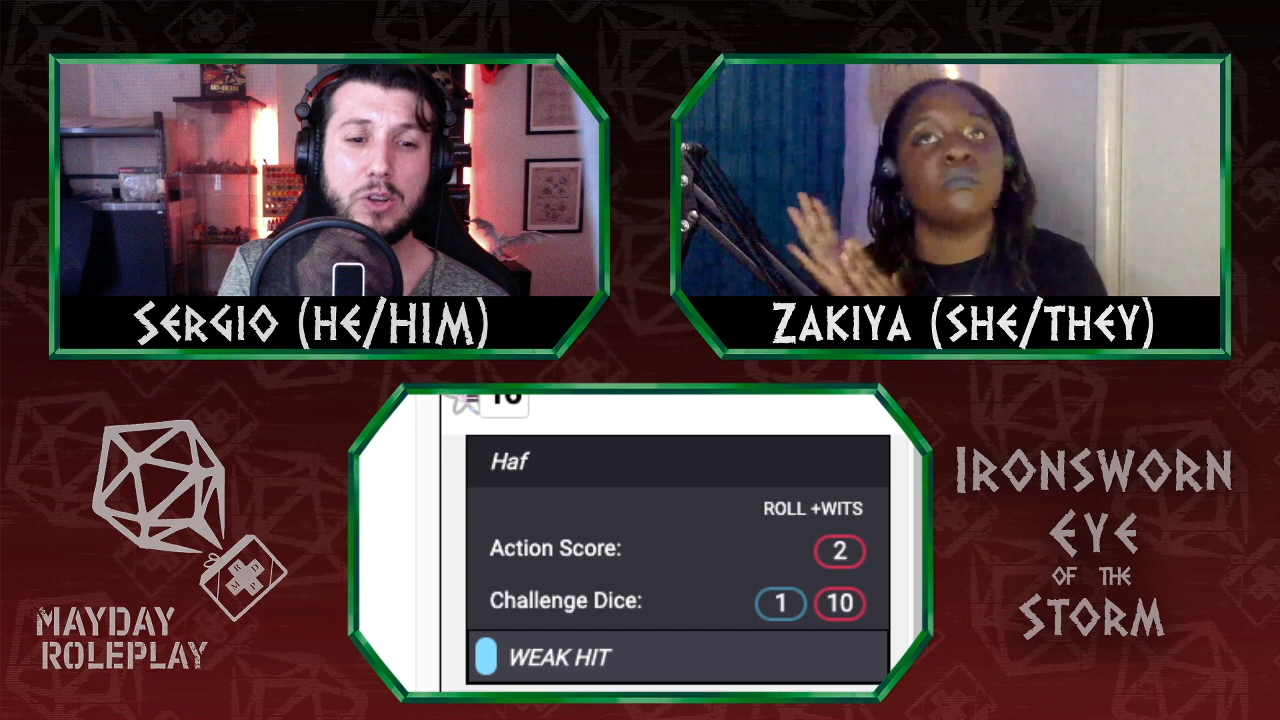 SERGIO (HE/HIM)
ZAKIYA (SHE/THEY)
Haf
ROLL +WITS
Action Score: 2
Challenge Dice: 1 10
WEAK HIT
MAYDAY
ROLEPLAY
M R D P
IRONSWORN
EYE
OF THE
STORM